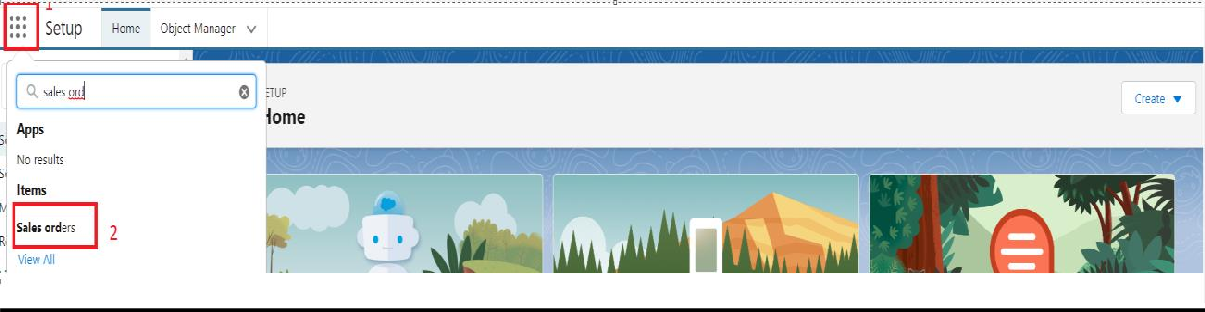 1
Setup
Home
Object Manager
sales ord
ETUP
Home
Create
Apps
No results
Items
Sales orders
2
View All